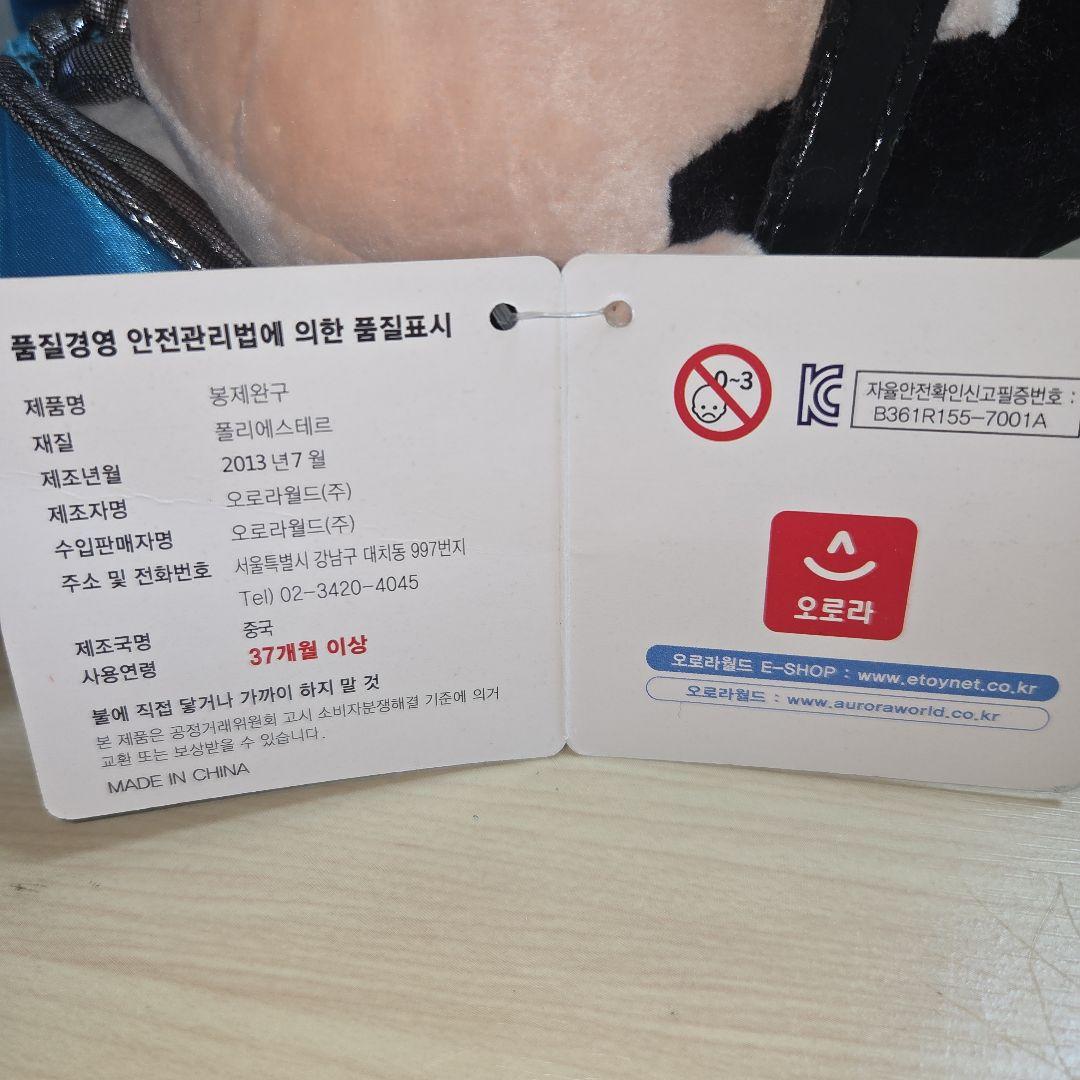 품질경영 안전관리법에 의한 품질표시
제품명 봉제완구
재질 폴리에스테르
제조년월 2013 년 7 월
제조자명 오로라월드(주)
수입판매자명 오로라월드(주)
주소 및 전화번호 서울특별시 강남구 대치동 997번지
Tel) 02-3420-4045
제조국명 중국
사용연령 37개월 이상
불에 직접 닿거나 가까이 하지 말 것
본 제품은 공정거래위원회 고시 소비자분쟁해결 기준에 의거
교환 또는 보상받을 수 있습니다.
MADE IN CHINA
0~3
KC
자율안전확인신고필증번호 :
B361R155-7001A
오로라
오로라월드 E-SHOP : www.etoynet.co.kr
오로라월드 : www.auroraworld.co.kr